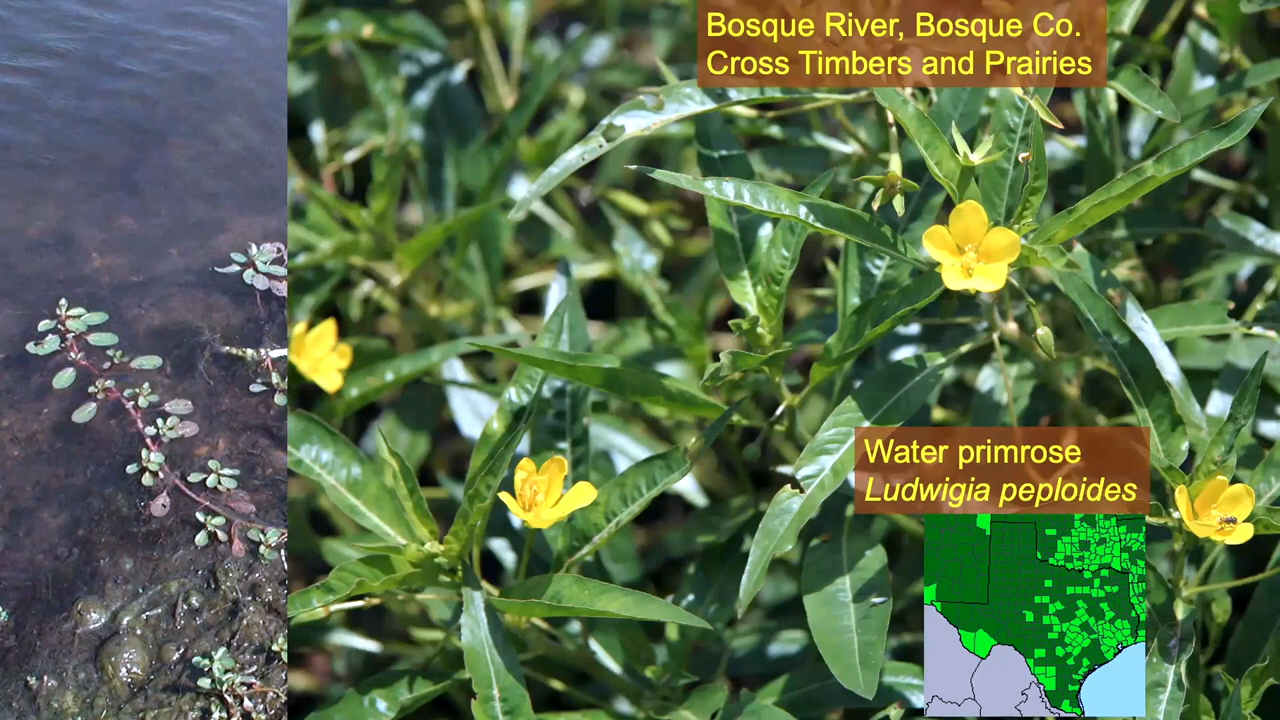 Bosque River, Bosque Co.
Cross Timbers and Prairies
Water primrose
Ludwigia peploides